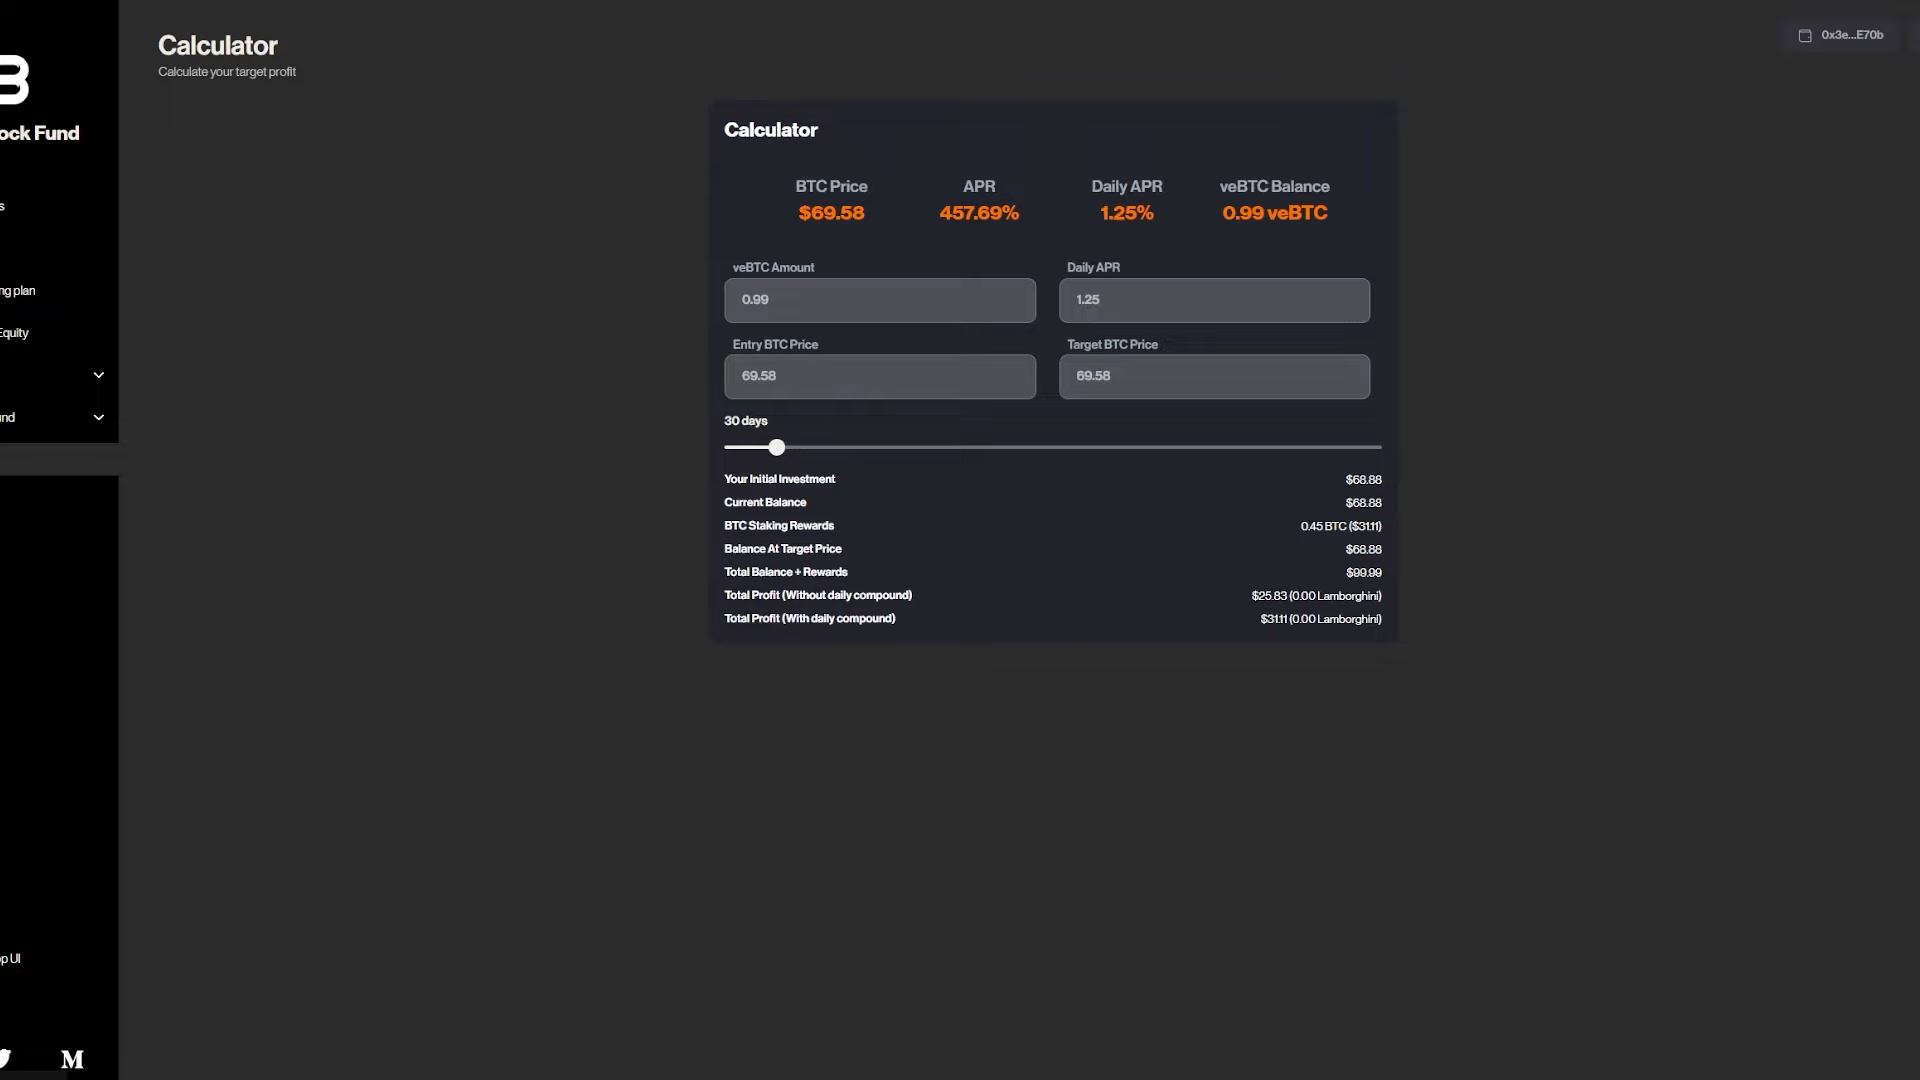 Calculator
Calculate your target profit
0x3e...E70b
ock Fund
s
ng plan
Equity
und
op UI
Calculator
BTC Price APR Daily APR veBTC Balance
$69.58 457.69% 1.25% 0.99 veBTC
veBTC Amount Daily APR
0.99 1.25
Entry BTC Price Target BTC Price
69.58 69.58
30 days
Your Initial Investment $68.88
Current Balance $68.88
BTC Staking Rewards 0.45 BTC ($31.11)
Balance At Target Price $68.88
Total Balance + Rewards $99.99
Total Profit (Without daily compound) $25.83 (0.00 Lamborghini)
Total Profit (With daily compound) $31.11 (0.00 Lamborghini)